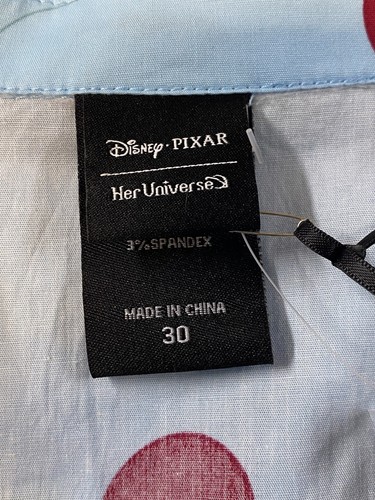 Disney · PIXAR
Her Universe
3%SPANDEX
MADE IN CHINA
30